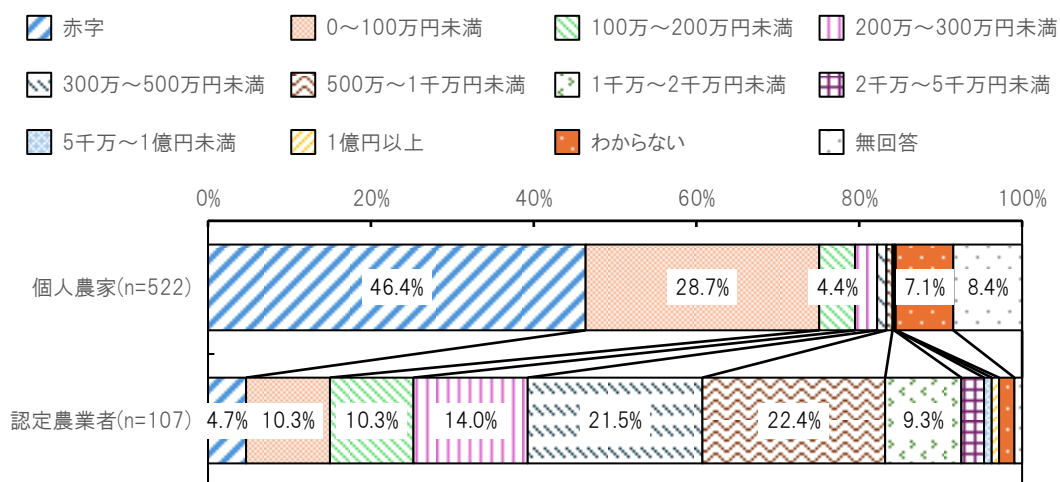 赤字 0～100万円未満 100万～200万円未満 200万～300万円未満
300万～500万円未満 500万～1千万円未満 1千万～2千万円未満 2千万～5千万円未満
5千万～1億円未満 1億円以上 わからない 無回答
0% 20% 40% 60% 80% 100%
個人農家(n=522) 46.4% 28.7% 4.4% 7.1% 8.4%
認定農業者(n=107) 4.7% 10.3% 10.3% 14.0% 21.5% 22.4% 9.3%